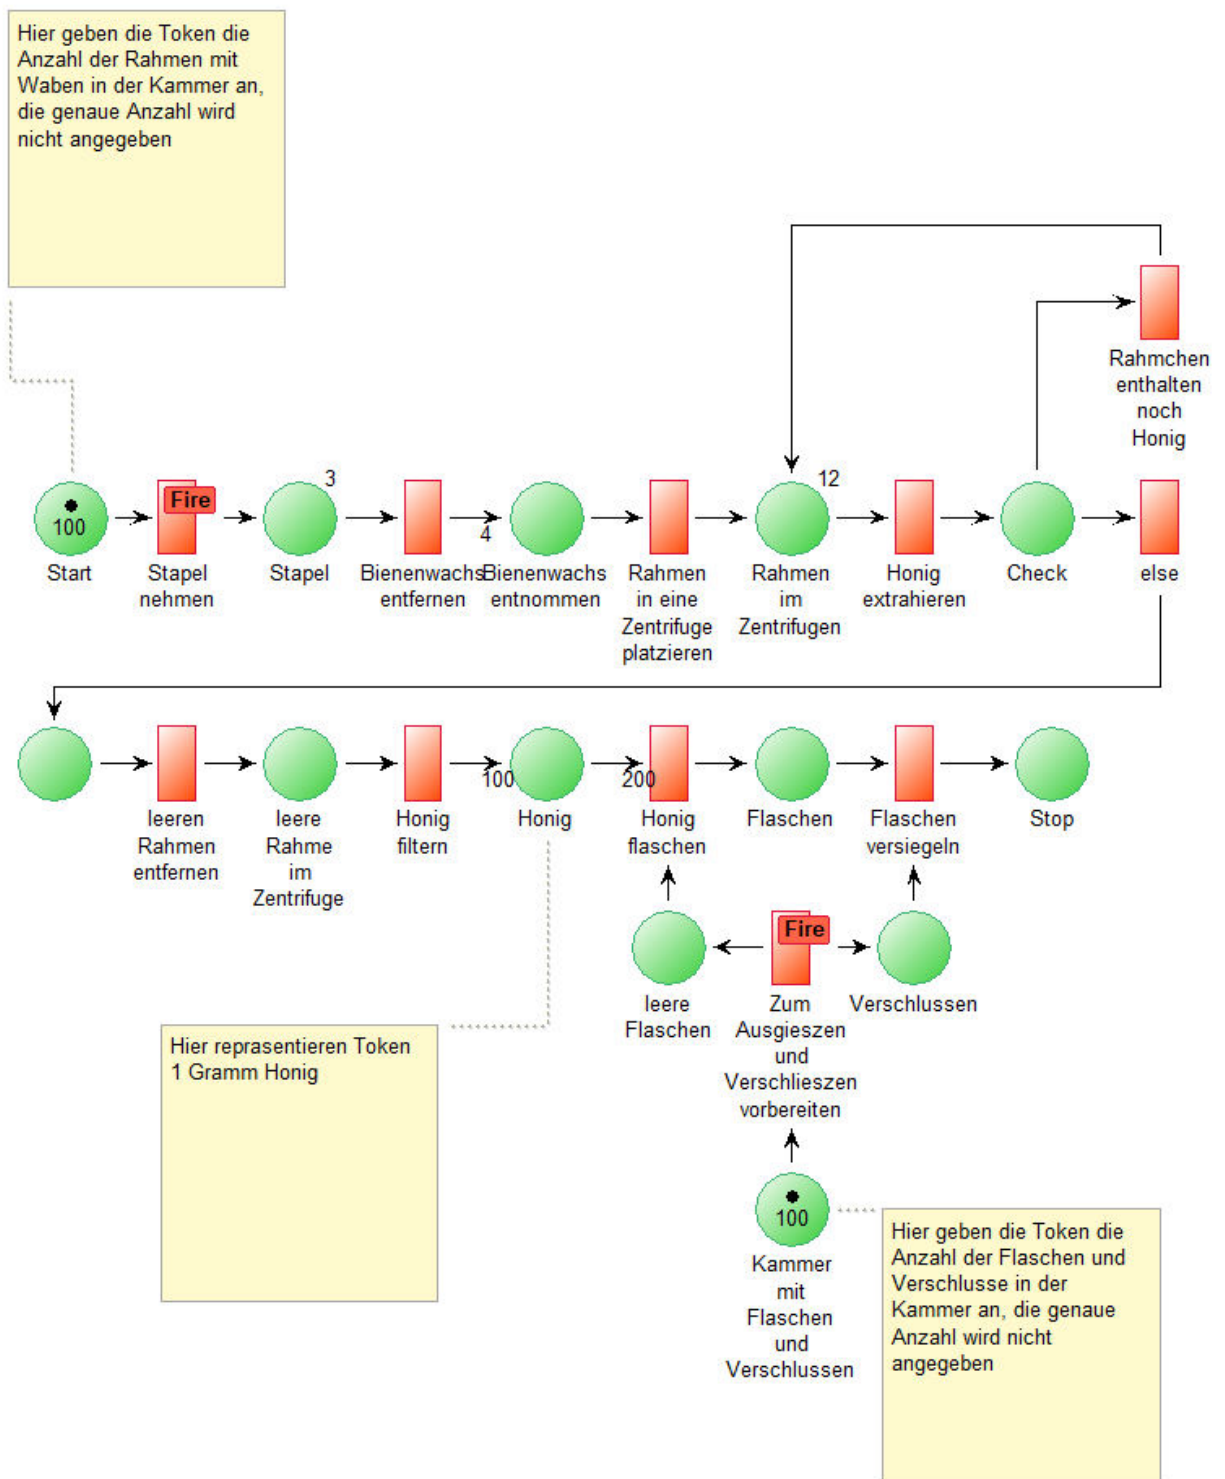 Hier geben die Token die
Anzahl der Rahmen mit
Waben in der Kammer an,
die genaue Anzahl wird
nicht angegeben
Rahmchen
enthalten
noch
Honig
100
Start
Fire
Stapel
nehmen
3
Stapel
Bienenwachs
entfernen
4
Bienenwachs
entnommen
Rahmen
in eine
Zentrifuge
platzieren
12
Rahmen
im
Zentrifugen
Honig
extrahieren
Check
else
leeren
Rahmen
entfernen
leere
Rahme
im
Zentrifuge
Honig
filtern
100
Honig
200
Honig
flaschen
Flaschen
Flaschen
versiegeln
Stop
leere
Flaschen
Fire
Zum
Ausgieszen
und
Verschlieszen
vorbereiten
Verschlussen
Hier reprasentieren Token
1 Gramm Honig
100
Kammer
mit
Flaschen
und
Verschlussen
Hier geben die Token die
Anzahl der Flaschen und
Verschlusse in der
Kammer an, die genaue
Anzahl wird nicht
angegeben